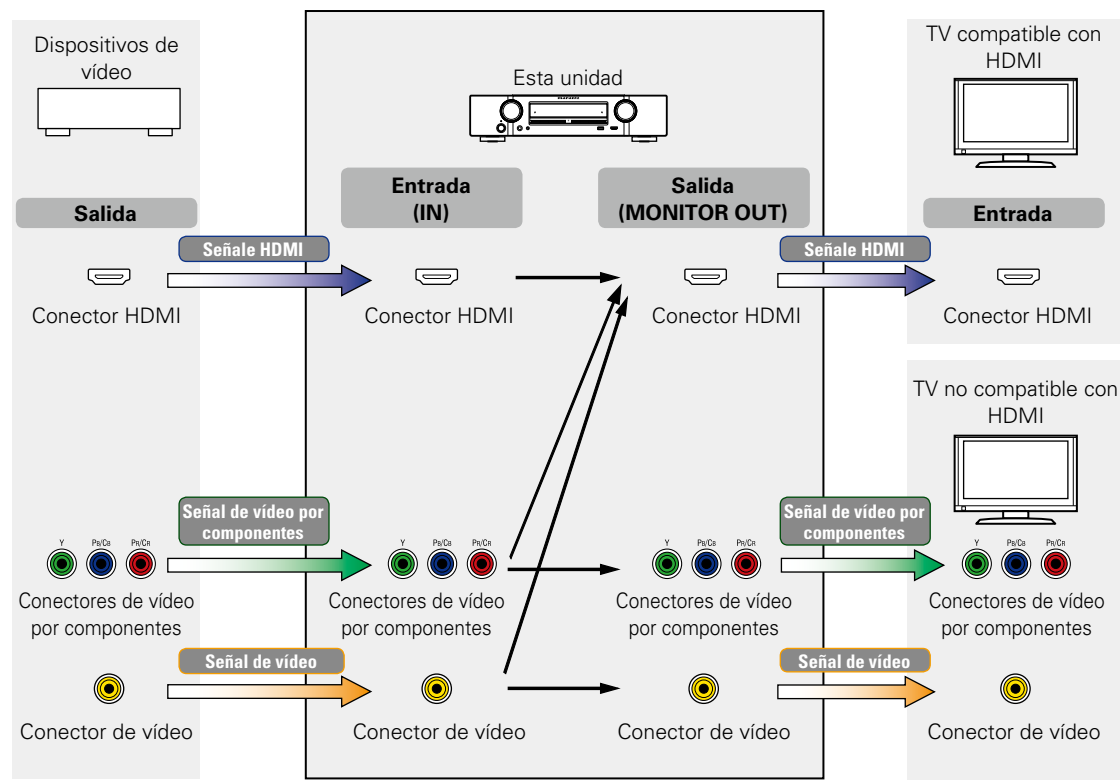 Dispositivos de
vídeo
Esta unidad
TV compatible con
HDMI
Salida
Entrada
(IN)
Salida
(MONITOR OUT)
Entrada
Señale HDMI
Señale HDMI
Conector HDMI
Conector HDMI
Conector HDMI
Conector HDMI
TV no compatible con
HDMI
Señal de vídeo por
componentes
Señal de vídeo por
componentes
Y PB/CB PR/CR
Y PB/CB PR/CR
Y PB/CB PR/CR
Y PB/CB PR/CR
Conectores de vídeo
por componentes
Conectores de vídeo
por componentes
Conectores de vídeo
por componentes
Conectores de vídeo
por componentes
Señal de vídeo
Señal de vídeo
Conector de vídeo
Conector de vídeo
Conector de vídeo
Conector de vídeo